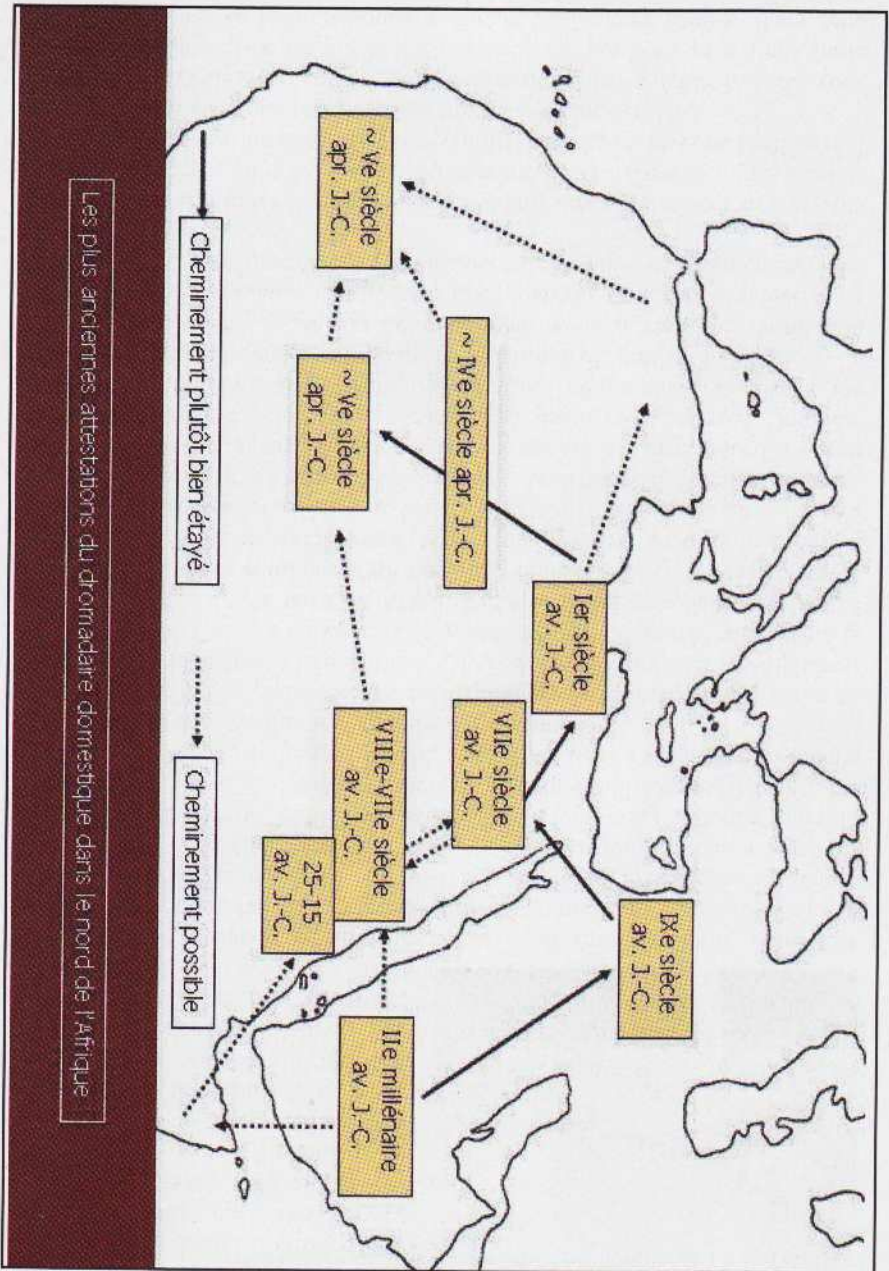 IXe siècle
av. J.-C.
IIe millénaire
av. J.-C.
VIIe siècle
av. J.-C.
VIIIe-VIIe siècle
av. J.-C.
25-15
av. J.-C.
Ier siècle
av. J.-C.
~ IVe siècle apr. J.-C.
~ Ve siècle
apr. J.-C.
~ Ve siècle
apr. J.-C.
Cheminement plutôt bien étayé
Cheminement possible
Les plus anciennes attestations du dromadaire domestique dans le nord de l'Afrique